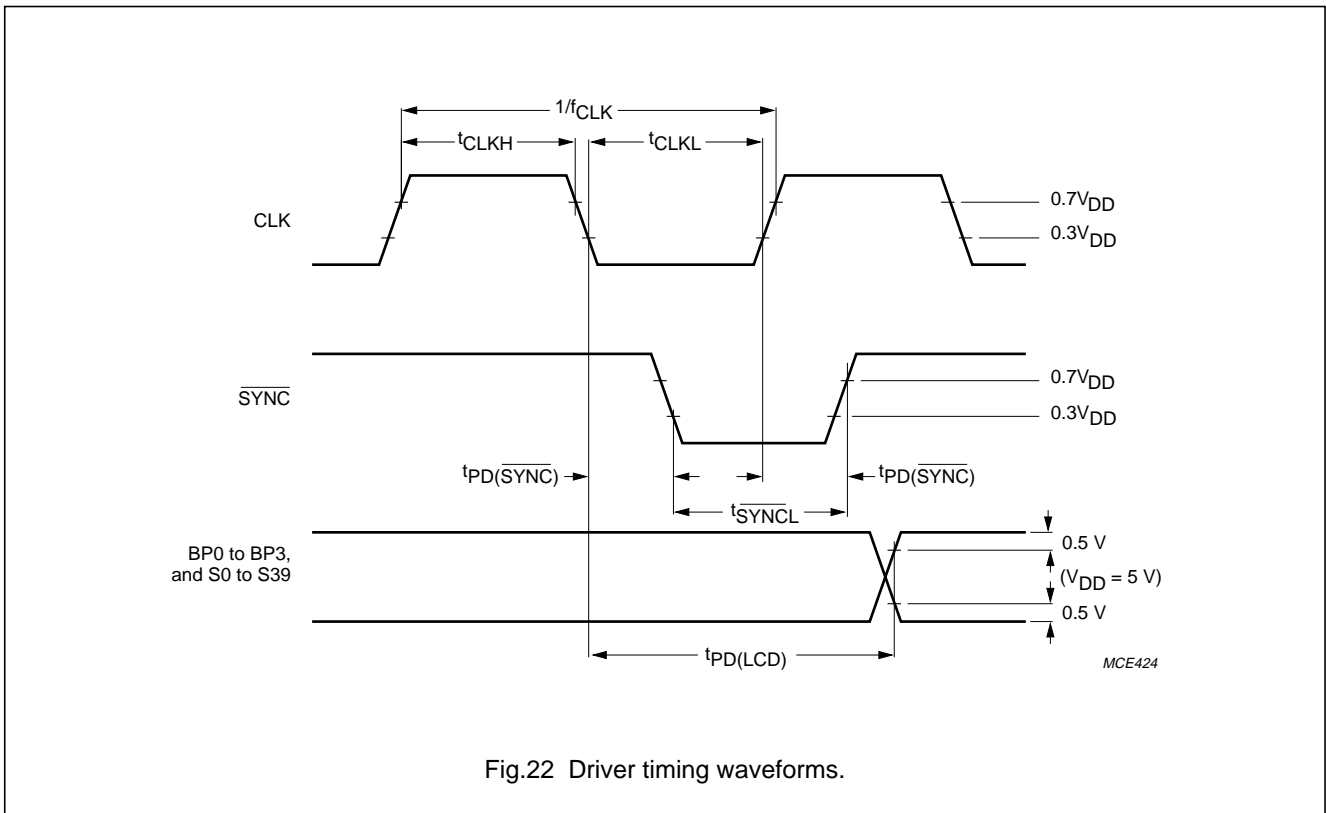 1/fCLK
tCLKH
tCLKL
CLK
0.7VDD
0.3VDD
SYNC
0.7VDD
0.3VDD
tPD(SYNC)
tPD(SYNC)
tSYNCL
BP0 to BP3,
and S0 to S39
0.5 V
(VDD = 5 V)
0.5 V
tPD(LCD)
MCE424
Fig.22 Driver timing waveforms.